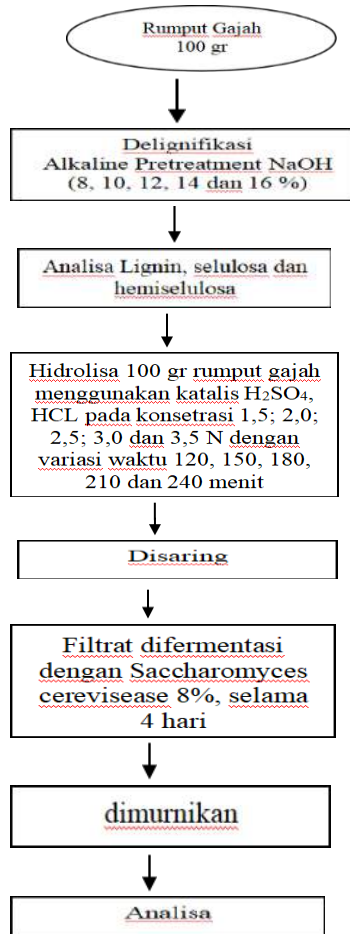 Rumput Gajah
100 gr
Delignifikasi
Alkaline Pretreatment NaOH
(8, 10, 12, 14 dan 16 %)
Analisa Lignin, selulosa dan
hemiselulosa
Hidrolisa 100 gr rumput gajah
menggunakan katalis H₂SO₄,
HCL pada konsetrasi 1,5; 2,0;
2,5; 3,0 dan 3,5 N dengan
variasi waktu 120, 150, 180,
210 dan 240 menit
Disaring
Filtrat difermentasi
dengan Saccharomyces
cerevisease 8%, selama
4 hari
dimurnikan
Analisa